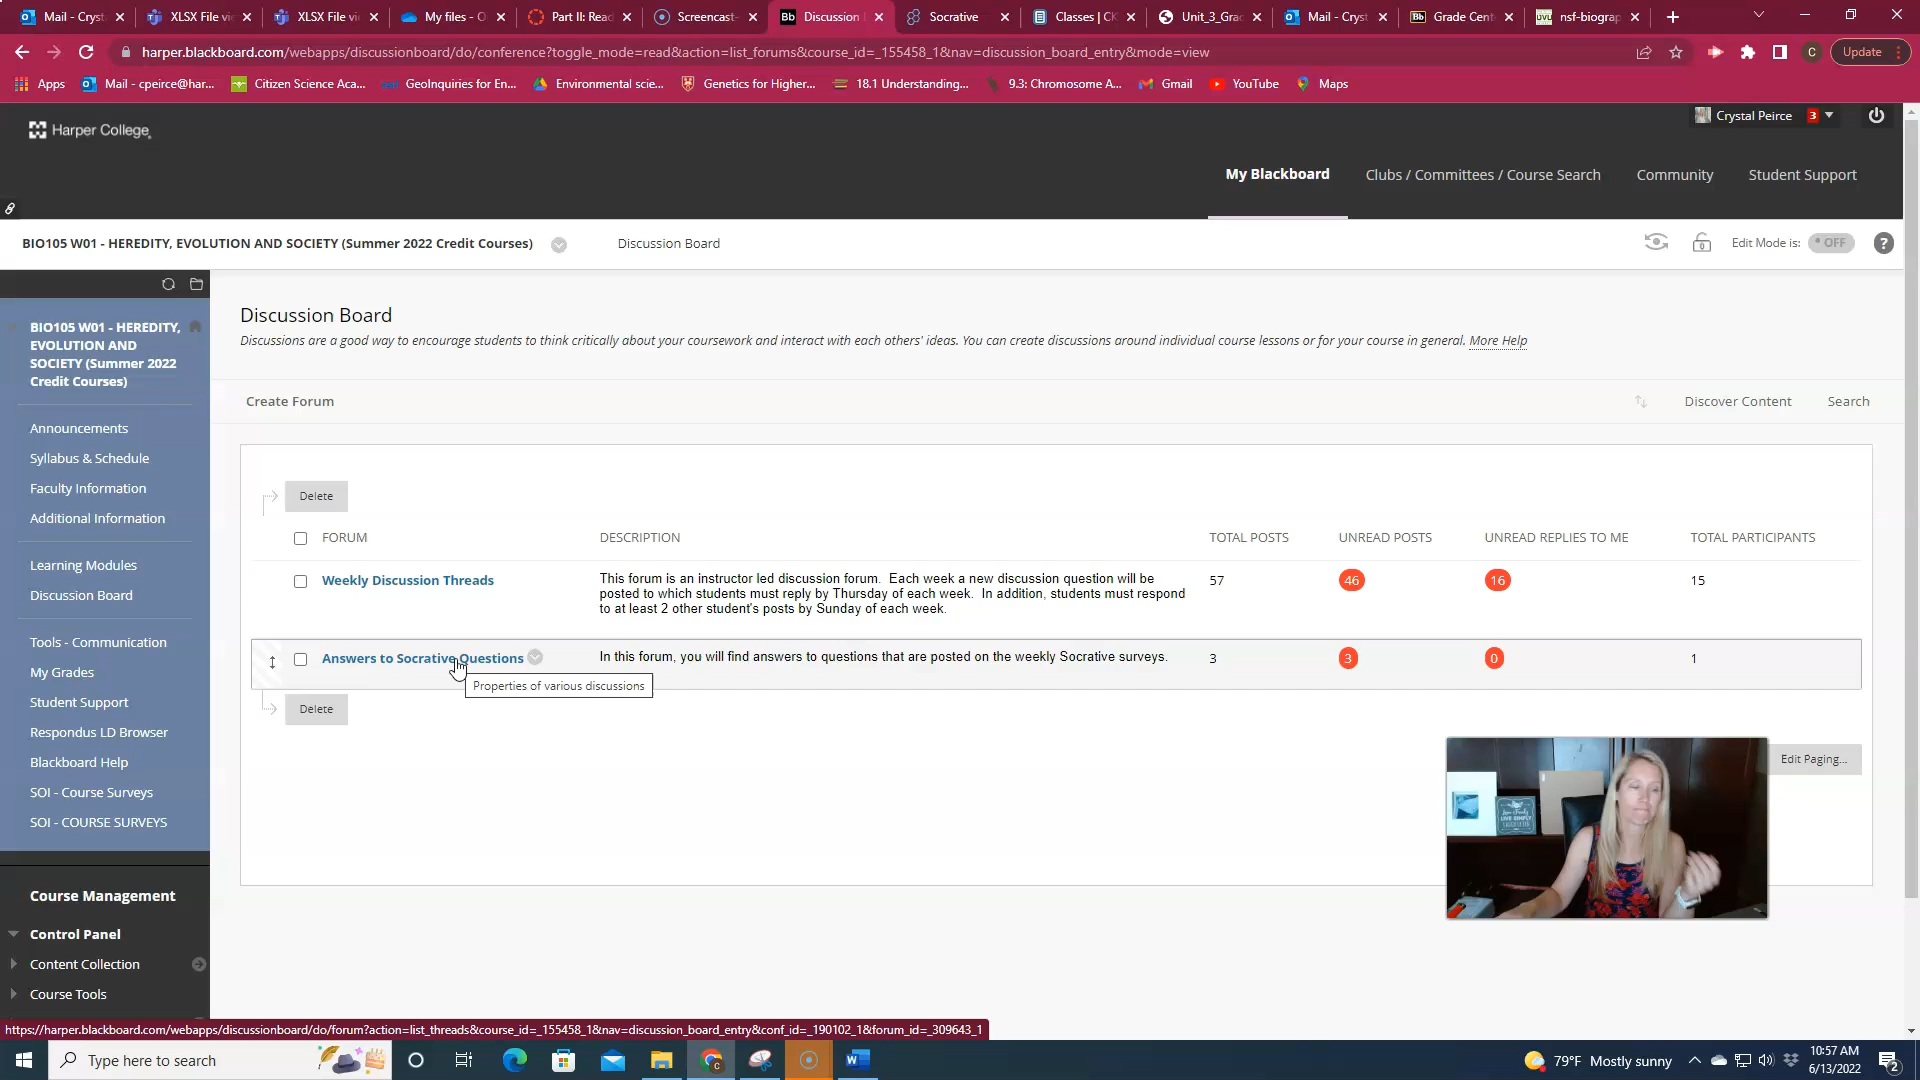 Mail - Cryst
XLSX File vi
XLSX File vi
My files - O
Part II: Rea
Screencast-
Bb Discussion
Socrative
Classes | CK
Unit_3_Gra
Mail - Cryst
Bb Grade Cen
UVU nsf-biogra
harper.blackboard.com/webapps/discussionboard/do/conference?toggle_mode=read&action=list_forums&course_id=_155458_1&nav=discussion_board_entry&mode=view
C
Update
Apps
Mail - cpeirce@har...
Citizen Science Aca...
GeoInquiries for En...
Environmental scie...
Genetics for Higher...
18.1 Understanding...
9.3: Chromosome A...
Gmail
YouTube
Maps
Harper College
Crystal Peirce 3
My Blackboard
Clubs / Committees / Course Search
Community
Student Support
BIO105 W01 - HEREDITY, EVOLUTION AND SOCIETY (Summer 2022 Credit Courses)
Discussion Board
Edit Mode is: OFF
?
BIO105 W01 - HEREDITY,
EVOLUTION AND
SOCIETY (Summer 2022
Credit Courses)
Announcements
Syllabus & Schedule
Faculty Information
Additional Information
Learning Modules
Discussion Board
Tools - Communication
My Grades
Student Support
Respondus LD Browser
Blackboard Help
SOI - Course Surveys
SOI - COURSE SURVEYS
Course Management
Control Panel
Content Collection
Course Tools
Discussion Board
Discussions are a good way to encourage students to think critically about your coursework and interact with each others' ideas. You can create discussions around individual course lessons or for your course in general. More Help
Create Forum
Discover Content
Search
Delete
FORUM DESCRIPTION TOTAL POSTS UNREAD POSTS UNREAD REPLIES TO ME TOTAL PARTICIPANTS
Weekly Discussion Threads
This forum is an instructor led discussion forum. Each week a new discussion question will be
posted to which students must reply by Thursday of each week. In addition, students must respond
to at least 2 other student's posts by Sunday of each week.
57 46 16 15
Answers to Socrative Questions
In this forum, you will find answers to questions that are posted on the weekly Socrative surveys.
3 3 0 1
Properties of various discussions
Delete
Edit Paging...
https://harper.blackboard.com/webapps/discussionboard/do/forum?action=list_threads&course_id=_155458_1&nav=discussion_board_entry&conf_id=_190102_1&forum_id=_309643_1
Type here to search
79°F Mostly sunny
10:57 AM
6/13/2022
2